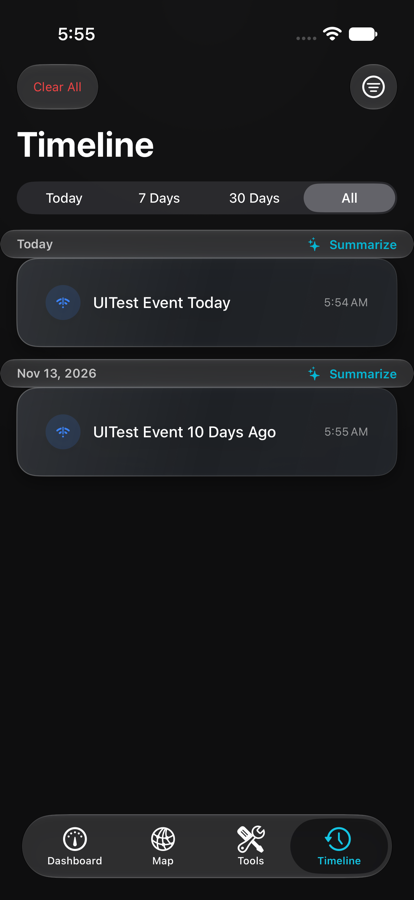 5:55
Clear All
Timeline
Today 7 Days 30 Days All
Today Summarize
UITest Event Today 5:54 AM
Nov 13, 2026 Summarize
UITest Event 10 Days Ago 5:55 AM
Dashboard Map Tools Timeline